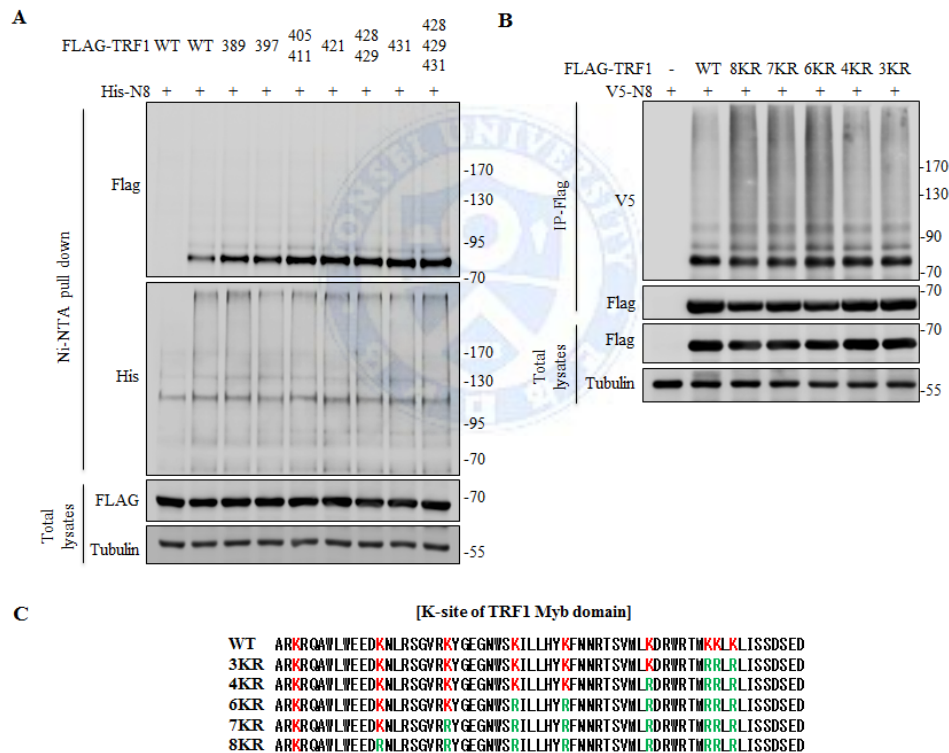 A
FLAG-TRF1 WT WT 389 397 405 411 421 428 429 431 428 429 431
His-N8 + + + + + + + + +
Ni-NTA pull down
Flag
-170
-130
-95
-70
His
-170
-130
-95
-70
Total lysates
FLAG
-70
Tubulin
-55
B
FLAG-TRF1 - WT 8KR 7KR 6KR 4KR 3KR
V5-N8 + + + + + + +
IP-Flag
V5
-170
-130
-90
-70
Flag
-70
Total lysates
Flag
-70
Tubulin
-55
UNIVERSITY
C
[K-site of TRF1 Myb domain]
WT ARKRQAWLWEEDKNLRSGVRKYGEGNWSKILLHYKFNNRTSVMLKDRWRTMKKLKLISSDSED
3KR ARKRQAWLWEEDKNLRSGVRKYGEGNWSKILLHYKFNNRTSVMLKDRWRTMRRLRLISSDSED
4KR ARKRQAWLWEEDKNLRSGVRKYGEGNWSKILLHYKFNNRTSVMLRDRWRTMRRLRLISSDSED
6KR ARKRQAWLWEEDKNLRSGVRKYGEGNWSRILLHYRFNNRTSVMLRDRWRTMRRLRLISSDSED
7KR ARKRQAWLWEEDKNLRSGVRRYGEGNWSRILLHYRFNNRTSVMLRDRWRTMRRLRLISSDSED
8KR ARKRQAWLWEEDRNLRSGVRRYGEGNWSRILLHYRFNNRTSVMLRDRWRTMRRLRLISSDSED